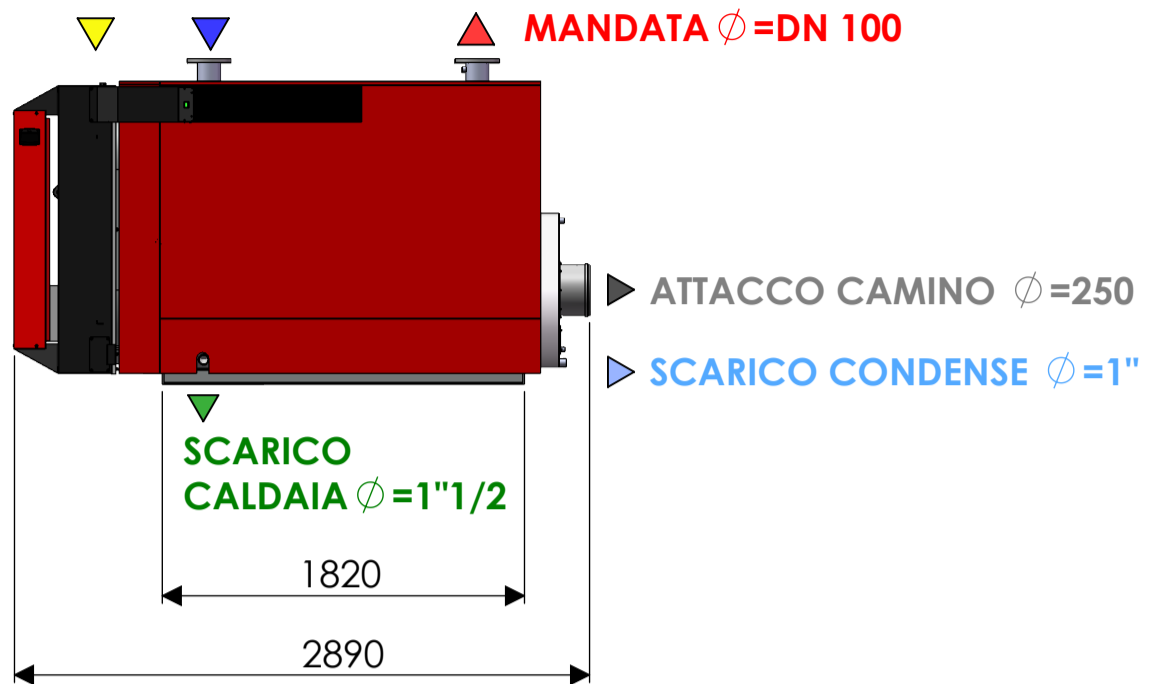 MANDATA ∅=DN 100
ATTACCO CAMINO ∅=250
SCARICO CONDENSE ∅=1"
SCARICO
CALDAIA ∅=1"1/2
1820
2890